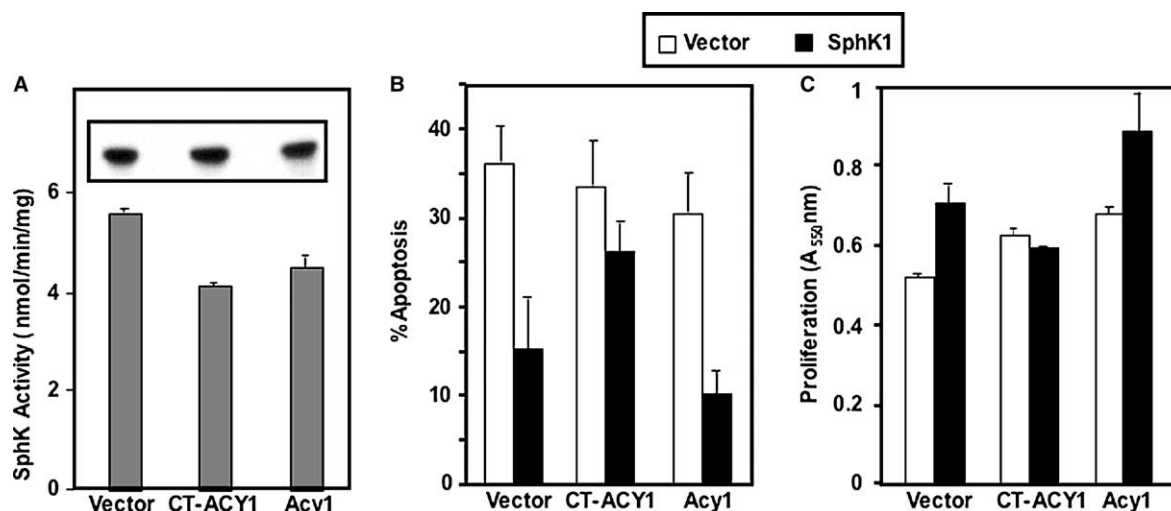 Vector SphK1
A
SphK Activity ( nmol/min/mg)
6
4
2
0
Vector CT-ACY1 Acy1
B
% Apoptosis
40
30
20
10
0
Vector CT-ACY1 Acy1
C
Proliferation (A550nm)
1
0.8
0.6
0.4
0.2
0
Vector CT-ACY1 Acy1